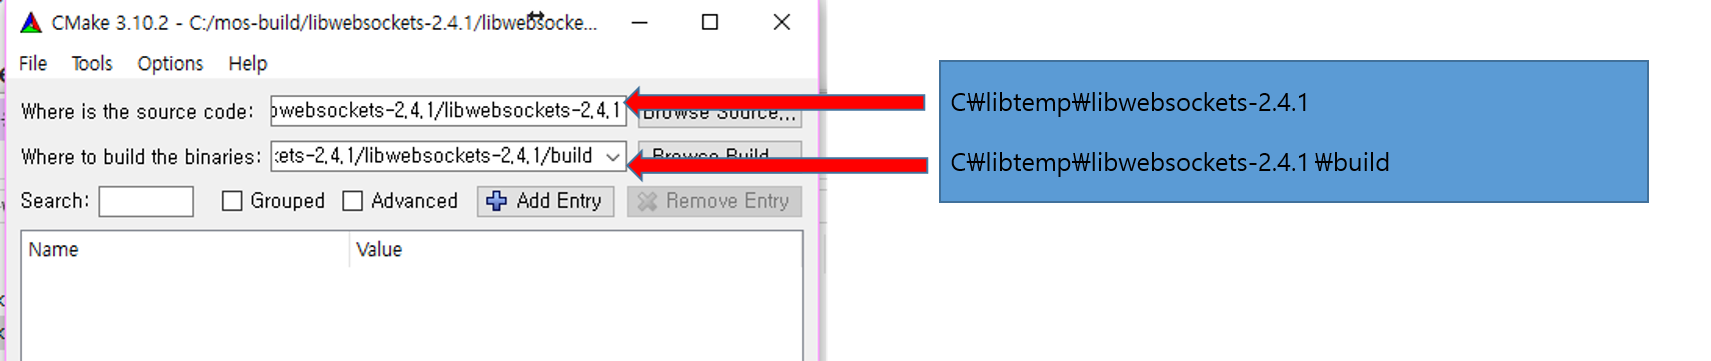 CMake 3.10.2 - C:/mos-build/libwebsockets-2.4.1/libwebsocke...
File Tools Options Help
Where is the source code: owebsockets-2.4.1/libwebsockets-2.4.1 Browse Source...
C₩libtemp₩libwebsockets-2.4.1
Where to build the binaries: :ets-2.4.1/libwebsockets-2.4.1/build Browse Build...
C₩libtemp₩libwebsockets-2.4.1 ₩build
Search: Grouped Advanced Add Entry Remove Entry
Name Value